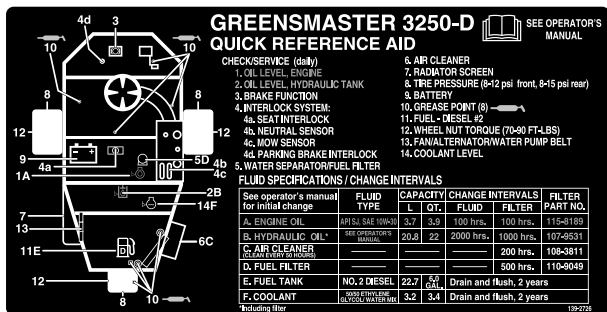 GREENSMASTER 3250-D
QUICK REFERENCE AID
SEE OPERATOR'S
MANUAL
CHECK/SERVICE (daily)
1. OIL LEVEL, ENGINE
2. OIL LEVEL, HYDRAULIC TANK
3. BRAKE FUNCTION
4. INTERLOCK SYSTEM:
4a. SEAT INTERLOCK
4b. NEUTRAL SENSOR
4c. MOW SENSOR
4d. PARKING BRAKE INTERLOCK
5. WATER SEPARATOR/FUEL FILTER
6. AIR CLEANER
7. RADIATOR SCREEN
8. TIRE PRESSURE (8-12 psi front, 8-15 psi rear)
9. BATTERY
10. GREASE POINT (8)
11. FUEL - DIESEL #2
12. WHEEL NUT TORQUE (70-90 FT-LBS)
13. FAN/ALTERNATOR/WATER PUMP BELT
14. COOLANT LEVEL
FLUID SPECIFICATIONS / CHANGE INTERVALS
See operator's manual for initial change FLUID TYPE CAPACITY L QT. CHANGE INTERVALS FLUID FILTER FILTER PART NO.
A. ENGINE OIL API SJ, SAE 10W-30 3.7 3.9 100 hrs. 100 hrs. 115-8189
B. HYDRAULIC OIL* SEE OPERATOR'S MANUAL 20.8 22 2000 hrs. 1000 hrs. 107-9531
C. AIR CLEANER (CLEAN EVERY 50 HOURS) 200 hrs. 108-3811
D. FUEL FILTER 500 hrs. 110-9049
E. FUEL TANK NO. 2 DIESEL 22.7 6.0 GAL. Drain and flush, 2 years
F. COOLANT 50/50 ETHYLENE GLYCOL/WATER MIX 3.2 3.4 Drain and flush, 2 years
*Including filter
139-2726
4d
3
10
10
8
8
12
12
9
4a
1A
5D
4b
4c
2B
14F
7
13
11E
6C
12
8
10